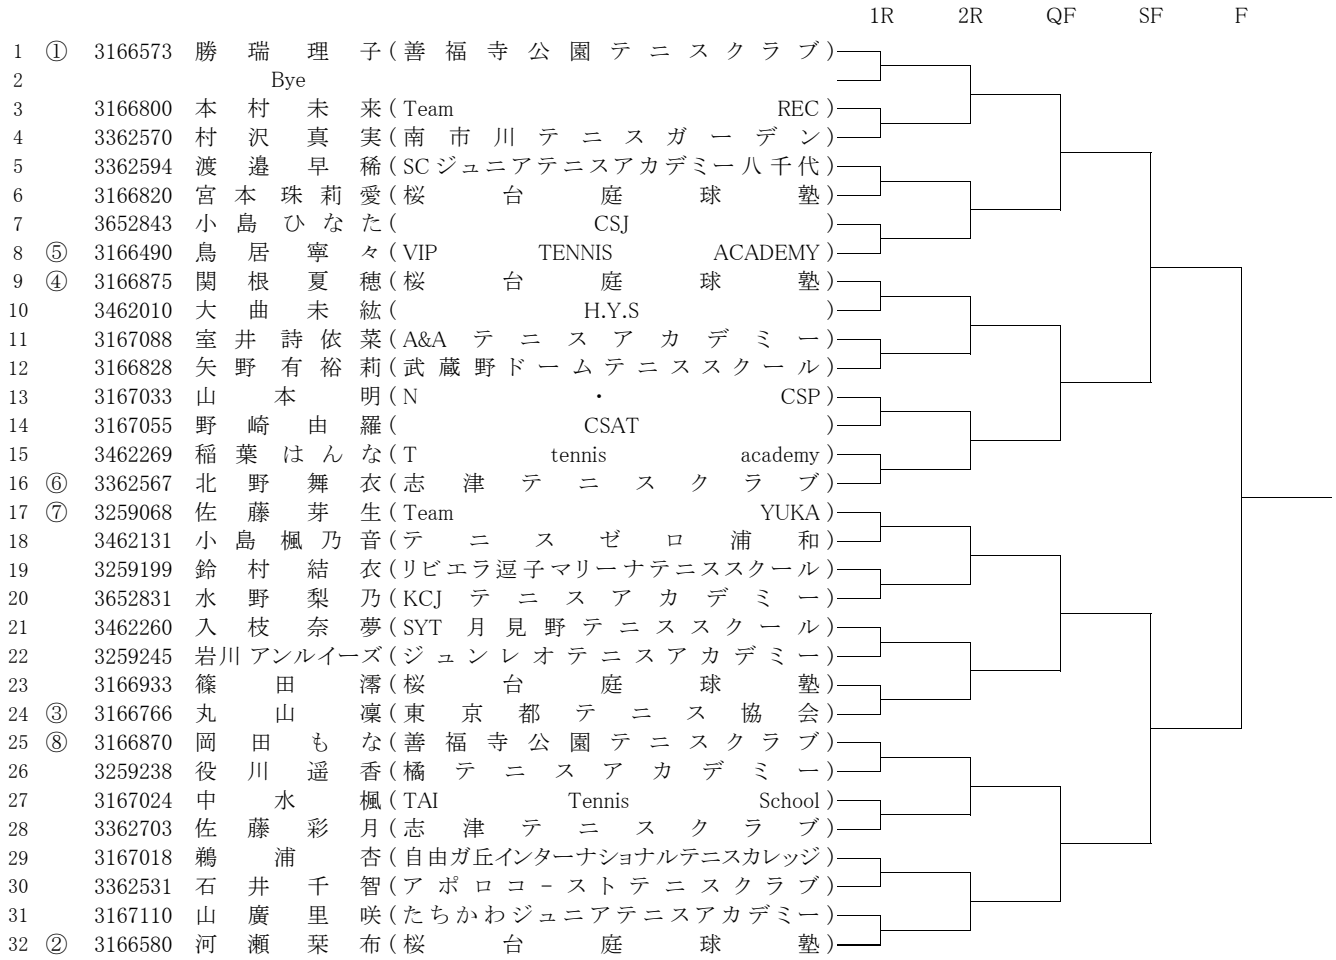 1R 2R QF SF F
1 ① 3166573 勝瑞理子(善福寺公園テニスクラブ)
2 Bye
3 3166800 本村未来(Team REC)
4 3362570 村沢真実(南市川テニスガーデン)
5 3362594 渡邉早稀(SCジュニアテニスアカデミー八千代)
6 3166820 宮本珠莉愛(桜台庭球塾)
7 3652843 小島ひなた(CSJ)
8 ⑤ 3166490 鳥居寧々(VIP TENNIS ACADEMY)
9 ④ 3166875 関根夏穂(桜台庭球塾)
10 3462010 大曲未紘(H.Y.S)
11 3167088 室井詩依菜(A&Aテニスアカデミー)
12 3166828 矢野有裕莉(武蔵野ドームテニススクール)
13 3167033 山本明(N・CSP)
14 3167055 野崎由羅(CSAT)
15 3462269 稲葉はんな(T tennis academy)
16 ⑥ 3362567 北野舞衣(志津テニスクラブ)
17 ⑦ 3259068 佐藤芽生(Team YUKA)
18 3462131 小島楓乃音(テニスゼロ浦和)
19 3259199 鈴村結衣(リビエラ逗子マリーナテニススクール)
20 3652831 水野梨乃(KCJテニスアカデミー)
21 3462260 入枝奈夢(SYT月見野テニススクール)
22 3259245 岩川アンルイーズ(ジュンレオテニスアカデミー)
23 3166933 篠田澪(桜台庭球塾)
24 ③ 3166766 丸山凜(東京都テニス協会)
25 ⑧ 3166870 岡田もな(善福寺公園テニスクラブ)
26 3259238 役川遥香(橘テニスアカデミー)
27 3167024 中水楓(TAI Tennis School)
28 3362703 佐藤彩月(志津テニスクラブ)
29 3167018 鵜浦杏(自由ガ丘インターナショナルテニスカレッジ)
30 3362531 石井千智(アポロコ-ストテニスクラブ)
31 3167110 山廣里咲(たちかわジュニアテニスアカデミー)
32 ② 3166580 河瀬栞布(桜台庭球塾)